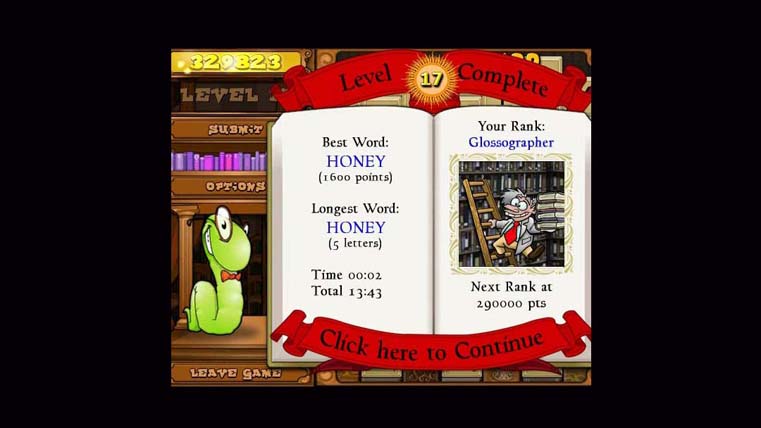 329823
LEVEL
SUBMIT
OPTIONS
LEAVE GAME
Level 17 Complete
Best Word:
HONEY
(1600 points)
Longest Word:
HONEY
(5 letters)
Time 00:02
Total 13:43
Your Rank:
Glossographer
Next Rank at
290000 pts
Click here to Continue